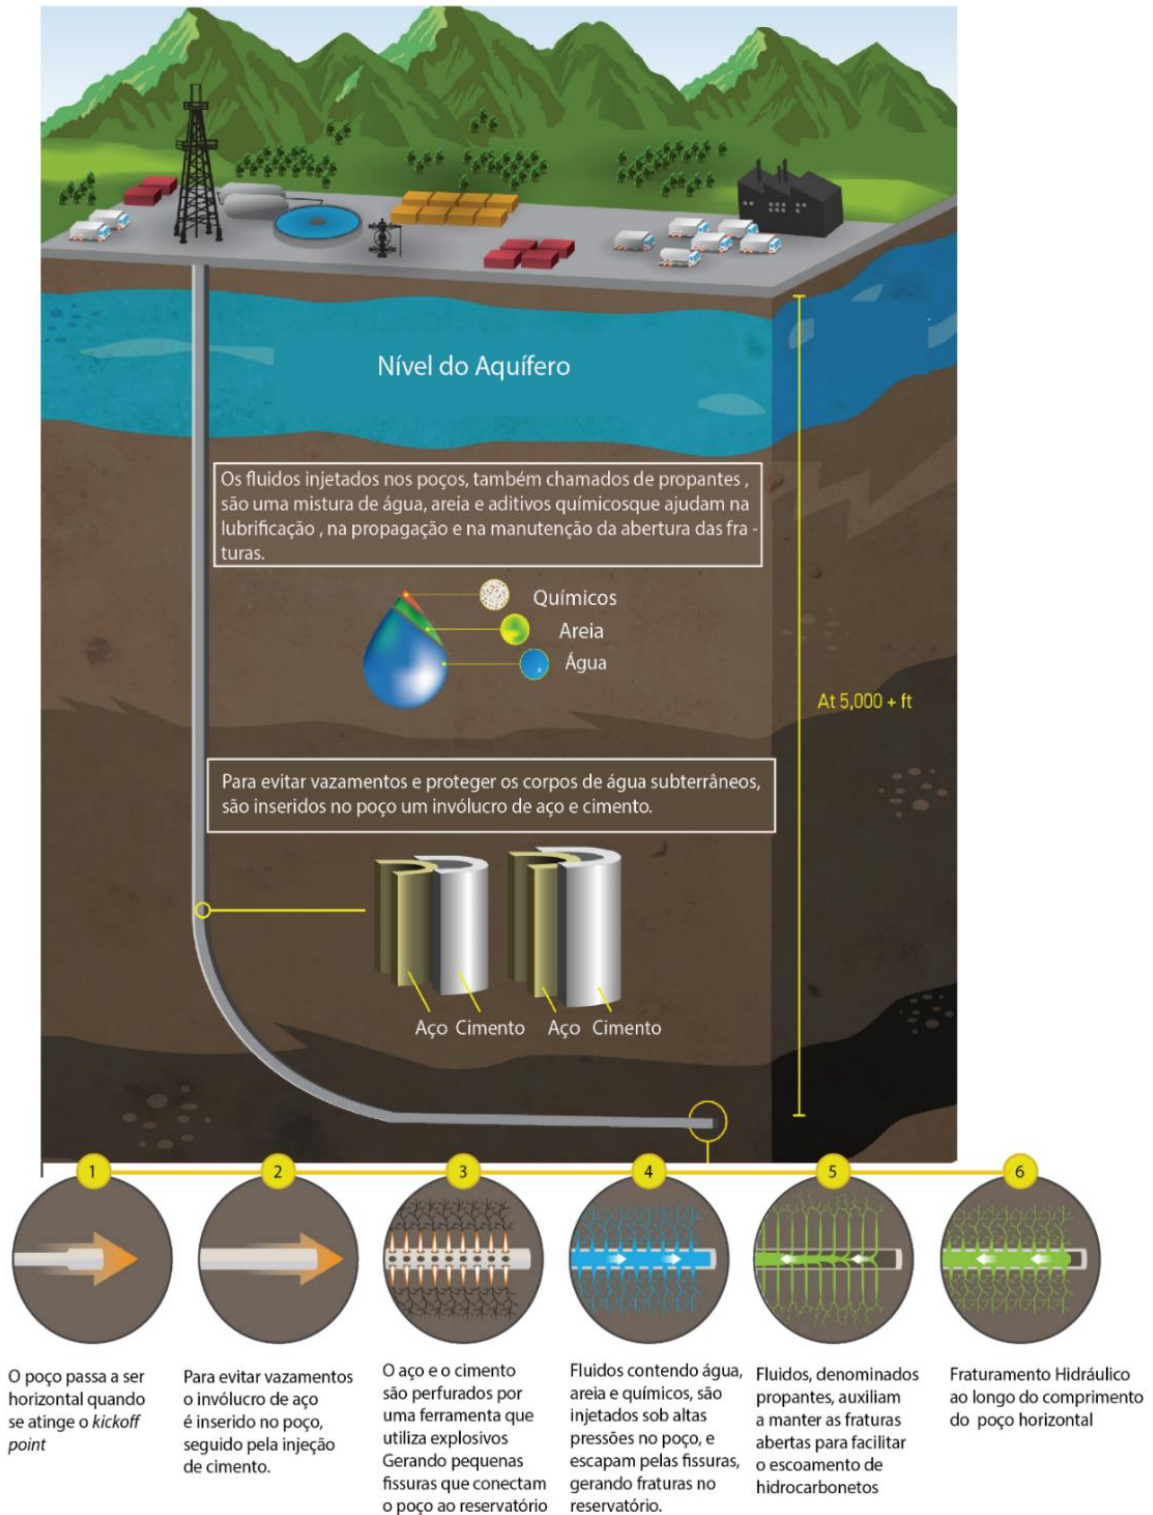 Nível do Aquífero
Os fluidos injetados nos poços, também chamados de propantes ,
são uma mistura de água, areia e aditivos químicosque ajudam na
lubrificação , na propagação e na manutenção da abertura das fra -
turas.
Químicos
Areia
Água
At 5,000 + ft
Para evitar vazamentos e proteger os corpos de água subterrâneos,
são inseridos no poço um invólucro de aço e cimento.
Aço Cimento Aço Cimento
1
O poço passa a ser
horizontal quando
se atinge o kickoff
point
2
Para evitar vazamentos
o invólucro de aço
é inserido no poço,
seguido pela injeção
de cimento.
3
O aço e o cimento
são perfurados por
uma ferramenta que
utiliza explosivos
Gerando pequenas
fissuras que conectam
o poço ao reservatório
4
Fluidos contendo água,
areia e químicos, são
injetados sob altas
pressões no poço, e
escapam pelas fissuras,
gerando fraturas no
reservatório.
5
Fluidos, denominados
propantes, auxiliam
a manter as fraturas
abertas para facilitar
o escoamento de
hidrocarbonetos
6
Fraturamento Hidráulico
ao longo do comprimento
do poço horizontal